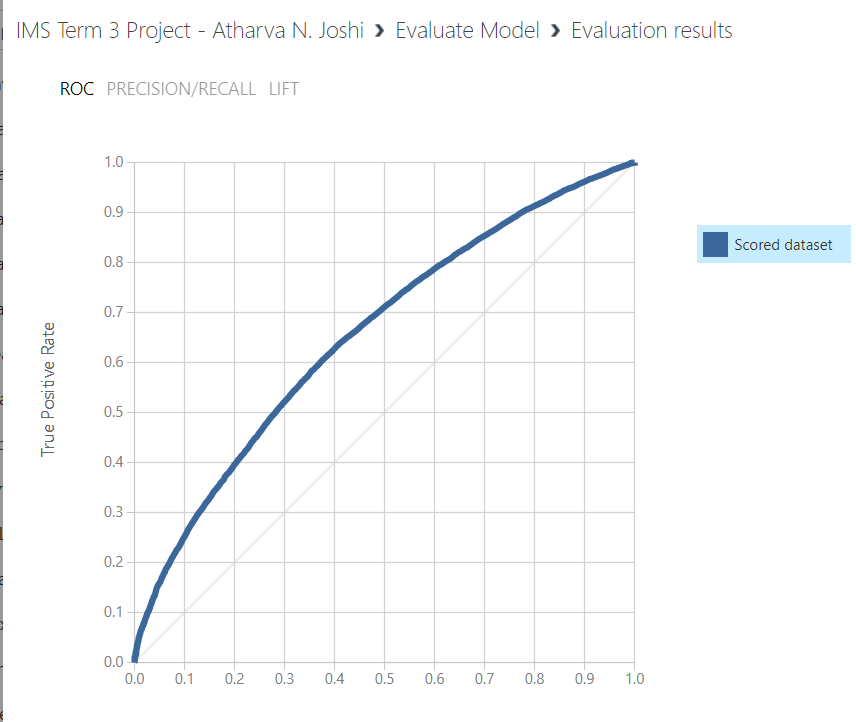 IMS Term 3 Project - Atharva N. Joshi › Evaluate Model › Evaluation results
ROC PRECISION/RECALL LIFT
1.0
0.9
Scored dataset
0.8
0.7
0.6
0.5
0.4
0.3
0.2
0.1
0.0
True Positive Rate
0.0 0.1 0.2 0.3 0.4 0.5 0.6 0.7 0.8 0.9 1.0